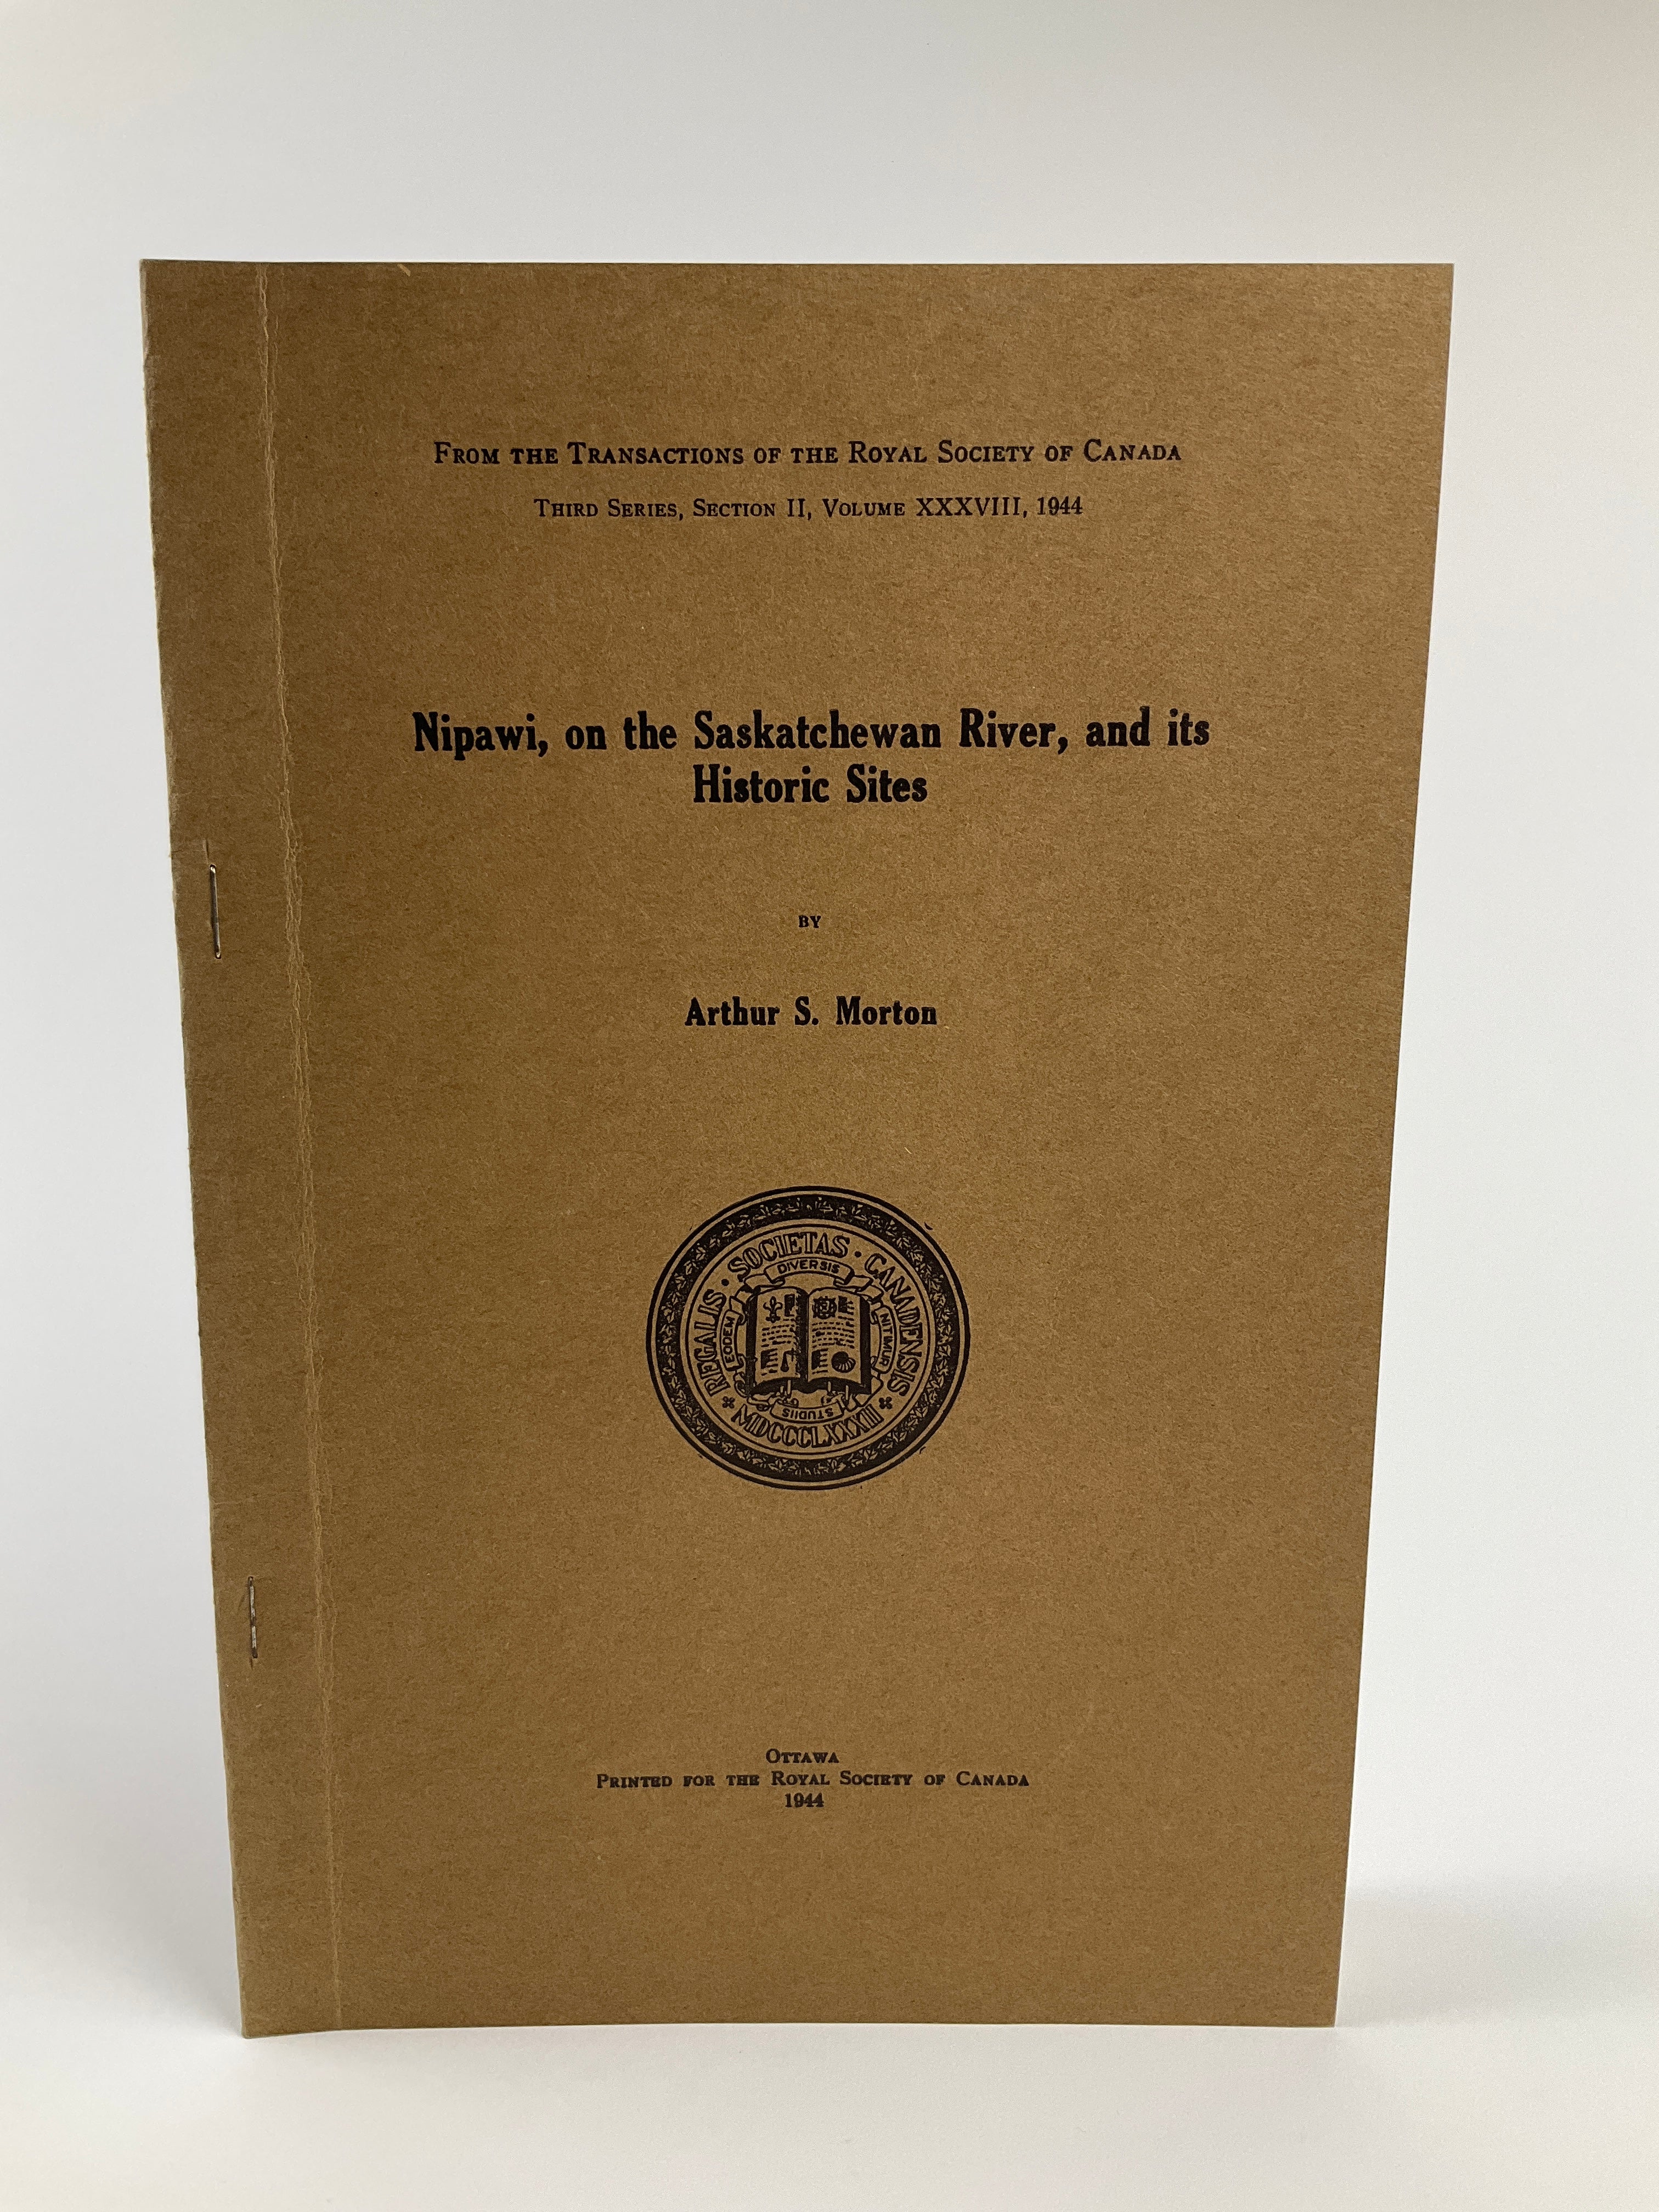 From the Transactions of the Royal Society of Canada
Third Series, Section II, Volume XXXVIII, 1944
Nipawi, on the Saskatchewan River, and its
Historic Sites
BY
Arthur S. Morton
REGALIS · SOCIETAS · CANADENSIS
MDCCCLXXXII
EODEM
DIVERSIS
NITIMUR
STUDIIS
Ottawa
Printed for the Royal Society of Canada
1944